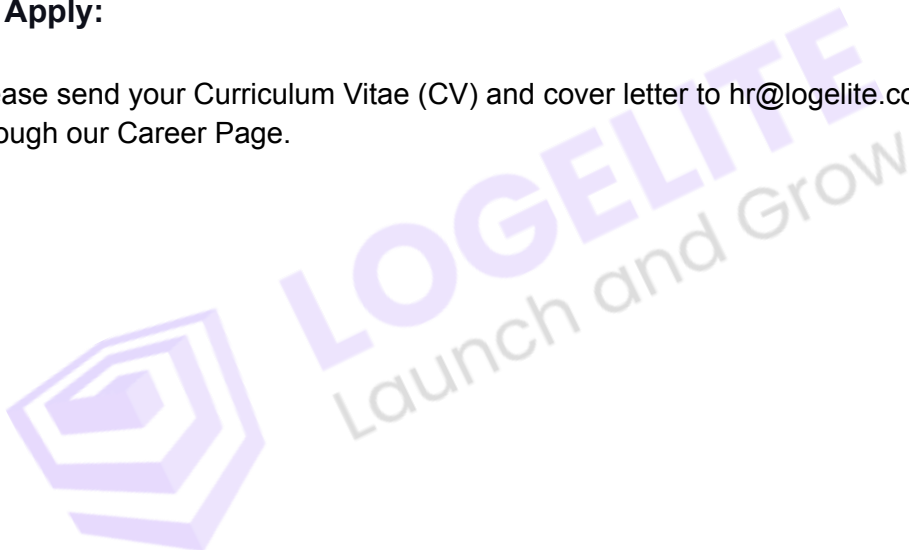 Apply:
ease send your Curriculum Vitae (CV) and cover letter to hr@logelite.co
ough our Career Page.
LOGELITE
Launch and Grow